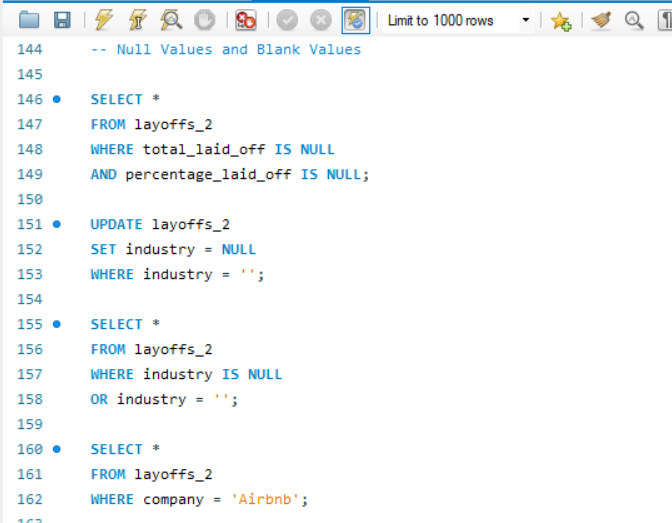 Limit to 1000 rows
144 -- Null Values and Blank Values
145
146 SELECT *
147 FROM layoffs_2
148 WHERE total_laid_off IS NULL
149 AND percentage_laid_off IS NULL;
150
151 UPDATE layoffs_2
152 SET industry = NULL
153 WHERE industry = '';
154
155 SELECT *
156 FROM layoffs_2
157 WHERE industry IS NULL
158 OR industry = '';
159
160 SELECT *
161 FROM layoffs_2
162 WHERE company = 'Airbnb';